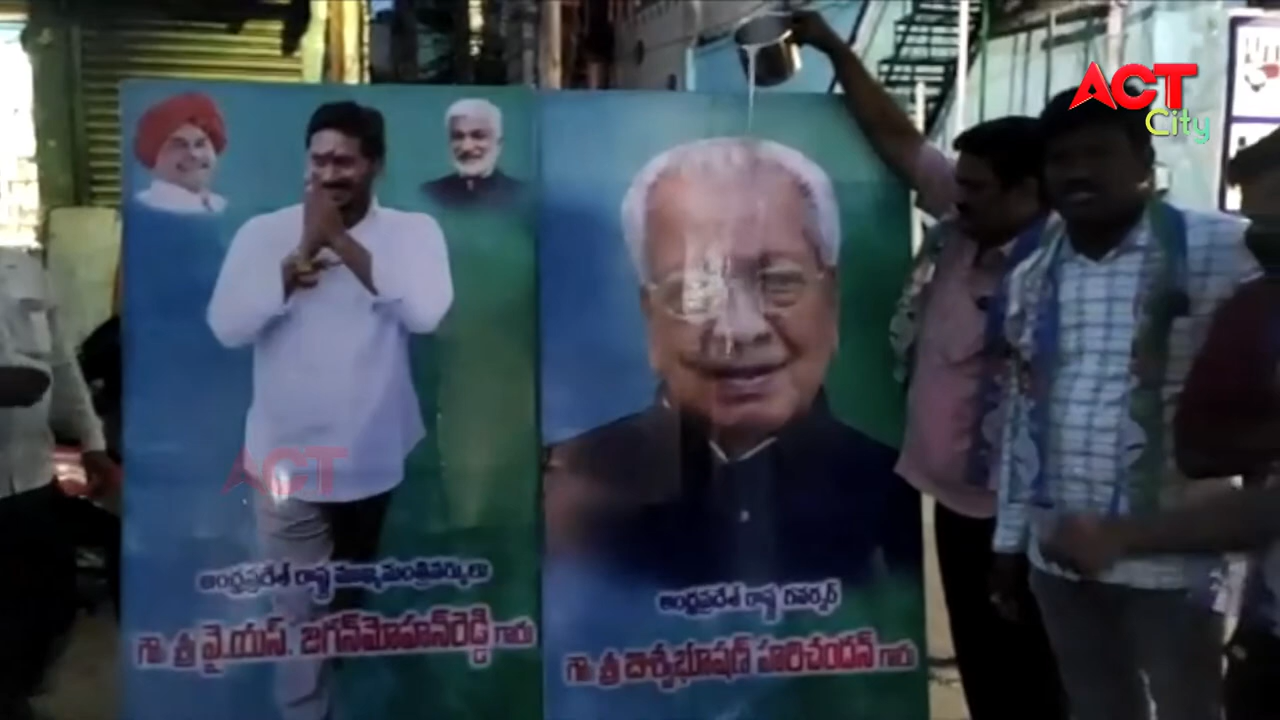 ACT
City
ACT
ఆంధ్రప్రదేశ్ రాష్ట్ర ముఖ్యమంత్రివర్యులు
గౌ శ్రీ వై.యస్. జగన్‌మోహన్‌రెడ్డి గారు
ఆంధ్రప్రదేశ్ రాష్ట్ర గవర్నర్
గౌ శ్రీ బిశ్వభూషణ్ హరిచందన్ గారు